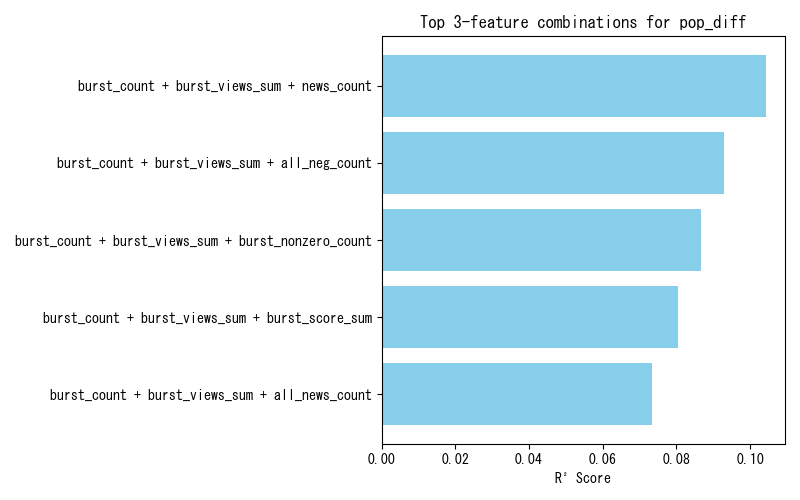 Top 3-feature combinations for pop_diff
burst_count + burst_views_sum + news_count
burst_count + burst_views_sum + all_neg_count
burst_count + burst_views_sum + burst_nonzero_count
burst_count + burst_views_sum + burst_score_sum
burst_count + burst_views_sum + all_news_count
0.00 0.02 0.04 0.06 0.08 0.10
R² Score